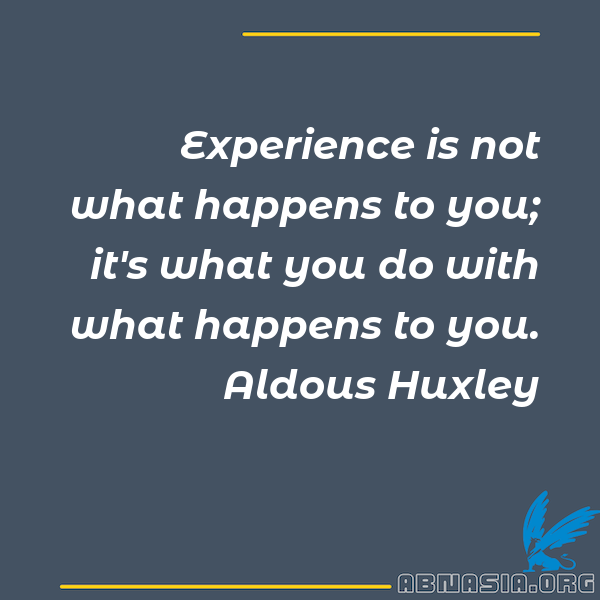 Experience is not
what happens to you;
it's what you do with
what happens to you.
Aldous Huxley
ABNASIA.ORG